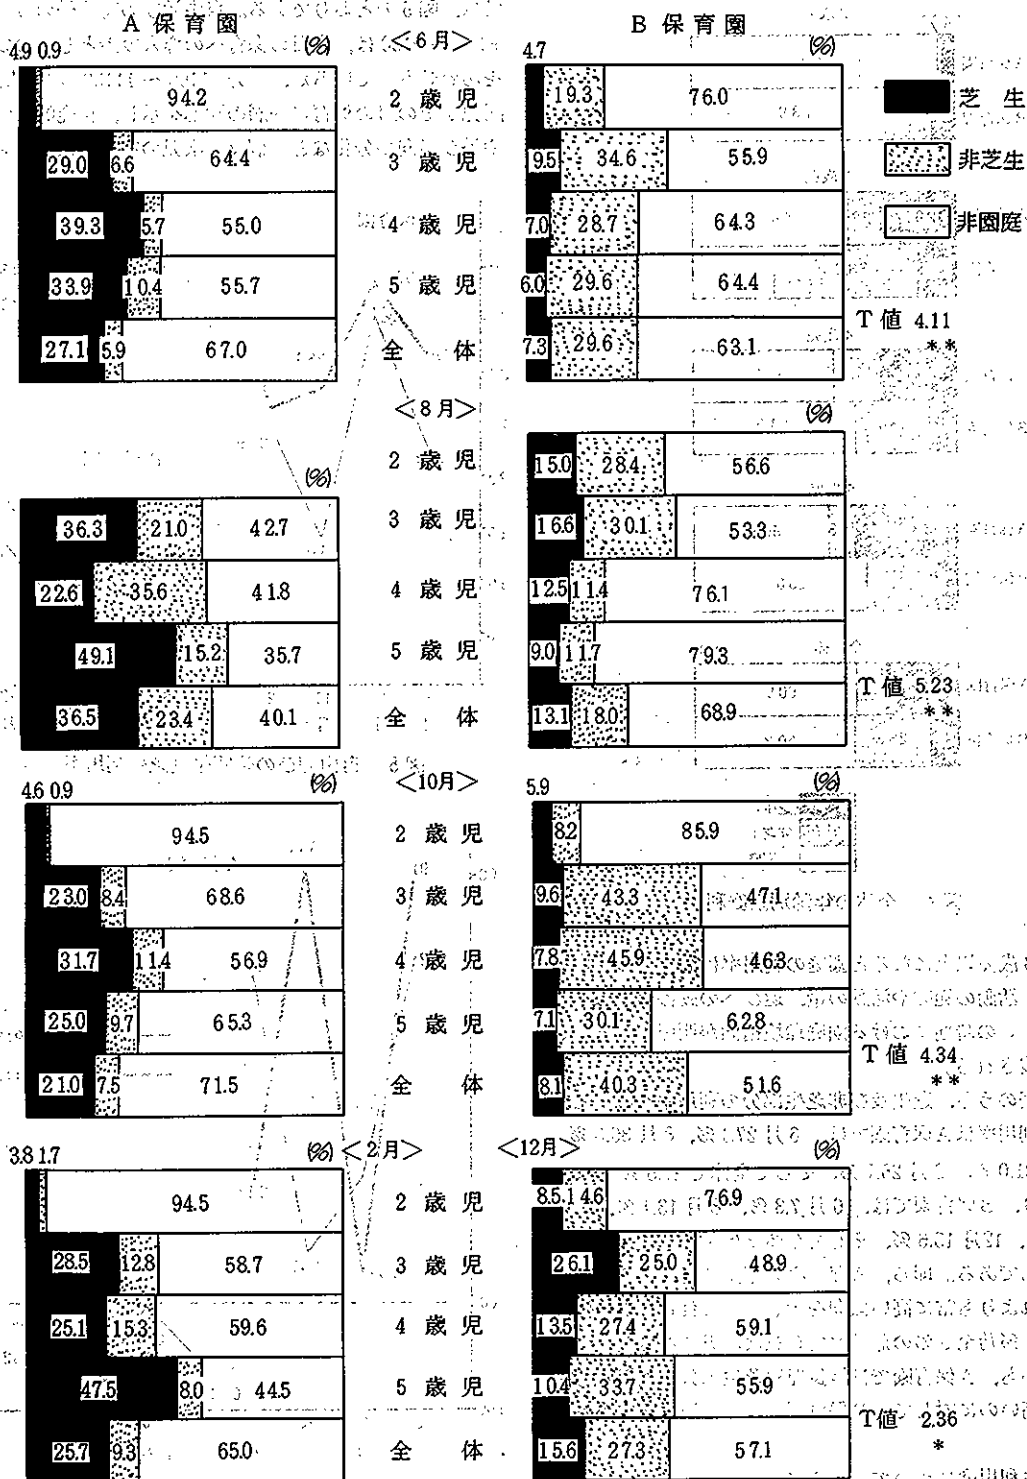 A 保育園 B 保育園
<6月>
4.9 0.9 (%) 4.7 (%)
94.2 2歳児 19.3 76.0 芝生
29.0 6.6 64.4 3歳児 9.5 34.6 55.9 非芝生
39.3 5.7 55.0 4歳児 7.0 28.7 64.3 非園庭
33.9 10.4 55.7 5歳児 6.0 29.6 64.4
27.1 5.9 67.0 全体 7.3 29.6 63.1
T値 4.11
**
<8月>
(%) (%)
2歳児 15.0 28.4 56.6
36.3 21.0 42.7 3歳児 16.6 30.1 53.3
22.6 35.6 41.8 4歳児 12.5 11.4 76.1
49.1 15.2 35.7 5歳児 9.0 11.7 79.3
36.5 23.4 40.1 全体 13.1 18.0 68.9
T値 5.23
**
<10月>
4.6 0.9 (%) 5.9 (%)
94.5 2歳児 8.2 85.9
23.0 8.4 68.6 3歳児 9.6 43.3 47.1
31.7 11.4 56.9 4歳児 7.8 45.9 46.3
25.0 9.7 65.3 5歳児 7.1 30.1 62.8
21.0 7.5 71.5 全体 8.1 40.3 51.6
T値 4.34
**
<2月> <12月>
3.8 1.7 (%) (%)
94.5 2歳児 8.5 14.6 76.9
28.5 12.8 58.7 3歳児 26.1 25.0 48.9
25.1 15.3 59.6 4歳児 13.5 27.4 59.1
47.5 8.0 44.5 5歳児 10.4 33.7 55.9
25.7 9.3 65.0 全体 15.6 27.3 57.1
T値 2.36
*